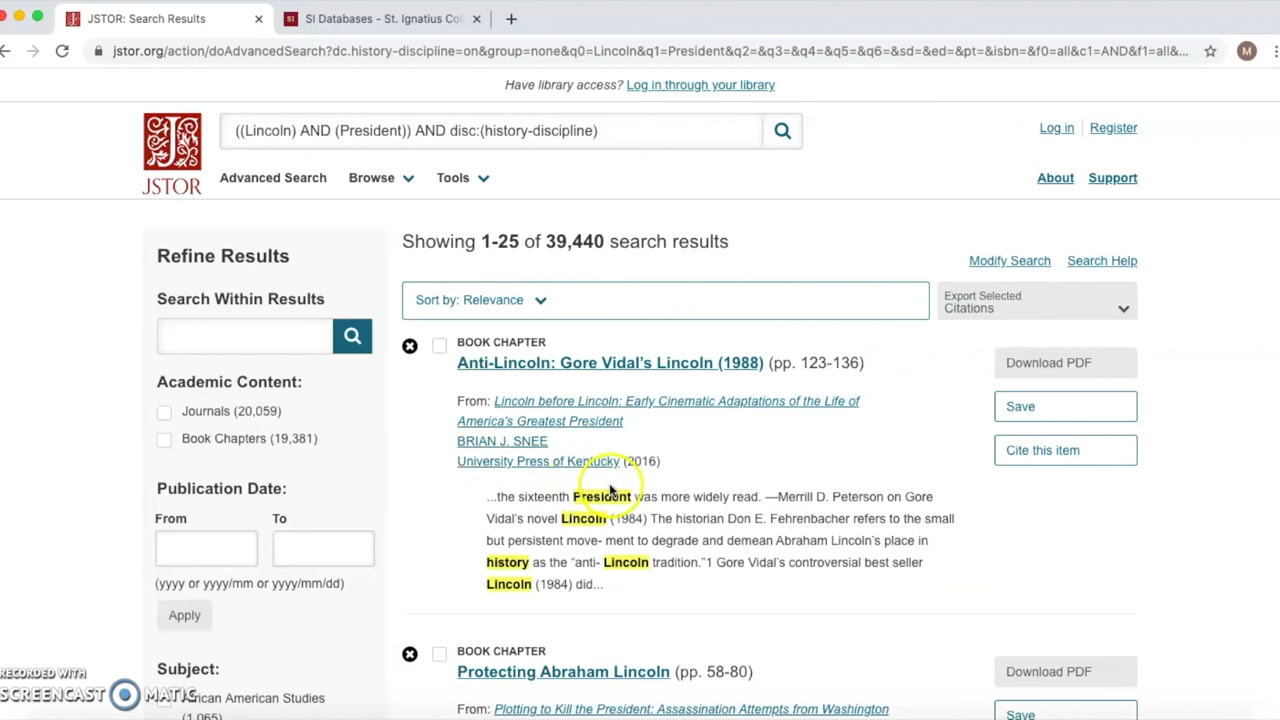 JSTOR: Search Results
SI Databases - St. Ignatius Col
jstor.org/action/doAdvancedSearch?dc.history-discipline=on&group=none&q0=Lincoln&q1=President&q2=&q3=&q4=&q5=&q6=&sd=&ed=&pt=&isbn=&f0=all&c1=AND&f1=all&...
M
Have library access? Log in through your library
((Lincoln) AND (President)) AND disc:(history-discipline)
Log in Register
JSTOR
Advanced Search Browse Tools
About Support
Refine Results
Search Within Results
Academic Content:
Journals (20,059)
Book Chapters (19,381)
Publication Date:
From To
(yyyy or yyyy/mm or yyyy/mm/dd)
Apply
Subject:
African American Studies
(1,065)
Showing 1-25 of 39,440 search results
Modify Search Search Help
Sort by: Relevance
Export Selected
Citations
BOOK CHAPTER
Anti-Lincoln: Gore Vidal's Lincoln (1988) (pp. 123-136)
From: Lincoln before Lincoln: Early Cinematic Adaptations of the Life of
America's Greatest President
BRIAN J. SNEE
University Press of Kentucky (2016)
...the sixteenth President was more widely read. —Merrill D. Peterson on Gore
Vidal's novel Lincoln (1984) The historian Don E. Fehrenbacher refers to the small
but persistent move- ment to degrade and demean Abraham Lincoln's place in
history as the "anti- Lincoln tradition."1 Gore Vidal's controversial best seller
Lincoln (1984) did...
Download PDF
Save
Cite this item
BOOK CHAPTER
Protecting Abraham Lincoln (pp. 58-80)
From: Plotting to Kill the President: Assassination Attempts from Washington
Download PDF
Save
RECORDED WITH
SCREENCAST MATIC